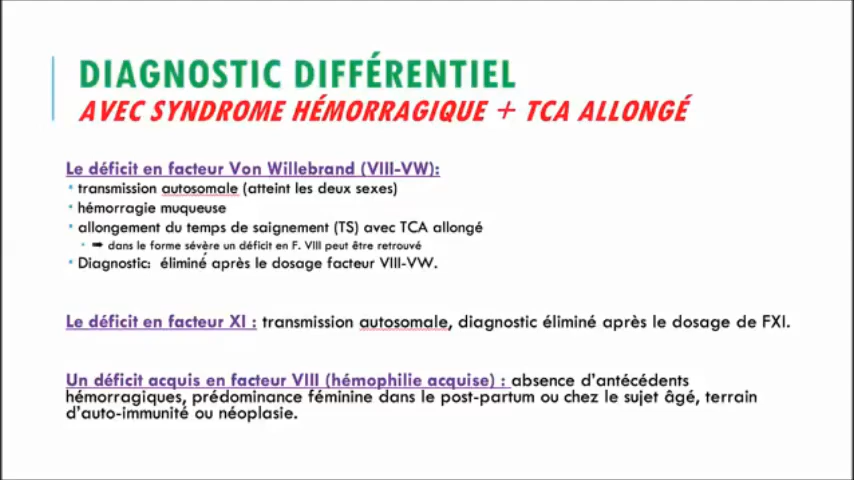 DIAGNOSTIC DIFFÉRENTIEL
AVEC SYNDROME HÉMORRAGIQUE + TCA ALLONGÉ
Le déficit en facteur Von Willebrand (VIII-VW):
• transmission autosomale (atteint les deux sexes)
• hémorragie muqueuse
• allongement du temps de saignement (TS) avec TCA allongé
• ➡ dans le forme sévère un déficit en F. VIII peut être retrouvé
• Diagnostic: éliminé après le dosage facteur VIII-VW.
Le déficit en facteur XI : transmission autosomale, diagnostic éliminé après le dosage de FXI.
Un déficit acquis en facteur VIII (hémophilie acquise) : absence d'antécédents
hémorragiques, prédominance féminine dans le post-partum ou chez le sujet âgé, terrain
d'auto-immunité ou néoplasie.